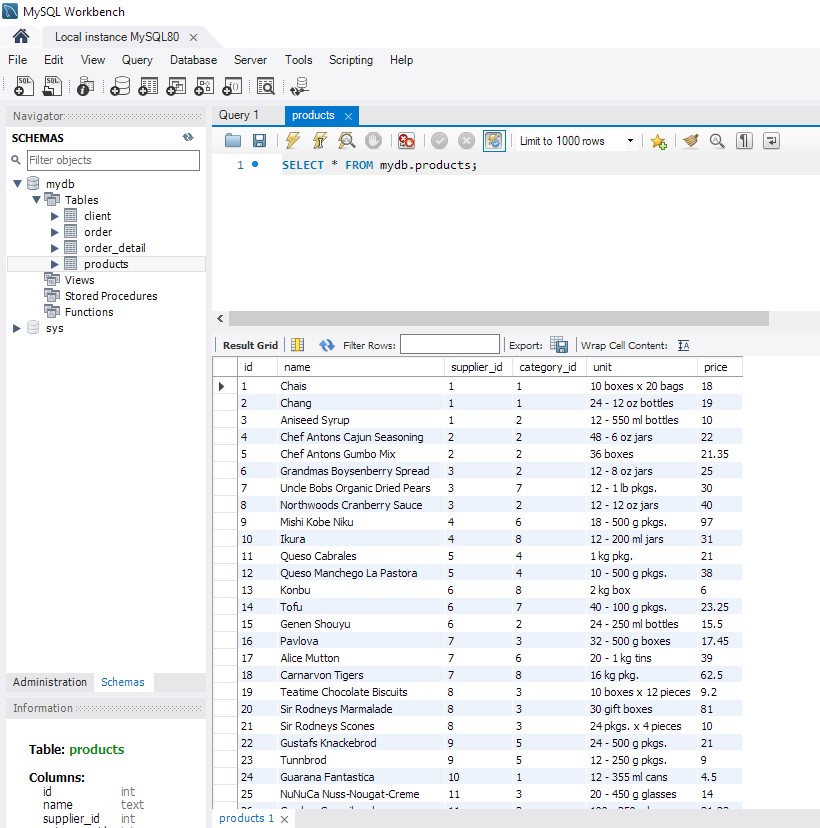 MySQL Workbench
Local instance MySQL80
File Edit View Query Database Server Tools Scripting Help
Navigator
SCHEMAS
Filter objects
mydb
Tables
client
order
order_detail
products
Views
Stored Procedures
Functions
sys
Administration Schemas
Information
Table: products
Columns:
id int
name text
supplier_id int
Query 1 products
Limit to 1000 rows
1 SELECT * FROM mydb.products;
Result Grid Filter Rows: Export: Wrap Cell Content:
id name supplier_id category_id unit price
1 Chais 1 1 10 boxes x 20 bags 18
2 Chang 1 1 24 - 12 oz bottles 19
3 Aniseed Syrup 1 2 12 - 550 ml bottles 10
4 Chef Antons Cajun Seasoning 2 2 48 - 6 oz jars 22
5 Chef Antons Gumbo Mix 2 2 36 boxes 21.35
6 Grandmas Boysenberry Spread 3 2 12 - 8 oz jars 25
7 Uncle Bobs Organic Dried Pears 3 7 12 - 1 lb pkgs. 30
8 Northwoods Cranberry Sauce 3 2 12 - 12 oz jars 40
9 Mishi Kobe Niku 4 6 18 - 500 g pkgs. 97
10 Ikura 4 8 12 - 200 ml jars 31
11 Queso Cabrales 5 4 1 kg pkg. 21
12 Queso Manchego La Pastora 5 4 10 - 500 g pkgs. 38
13 Konbu 6 8 2 kg box 6
14 Tofu 6 7 40 - 100 g pkgs. 23.25
15 Genen Shouyu 6 2 24 - 250 ml bottles 15.5
16 Pavlova 7 3 32 - 500 g boxes 17.45
17 Alice Mutton 7 6 20 - 1 kg tins 39
18 Carnarvon Tigers 7 8 16 kg pkg. 62.5
19 Teatime Chocolate Biscuits 8 3 10 boxes x 12 pieces 9.2
20 Sir Rodneys Marmalade 8 3 30 gift boxes 81
21 Sir Rodneys Scones 8 3 24 pkgs. x 4 pieces 10
22 Gustafs Knackebrod 9 5 24 - 500 g pkgs. 21
23 Tunnbrod 9 5 12 - 250 g pkgs. 9
24 Guarana Fantastica 10 1 12 - 355 ml cans 4.5
25 NuNuCa Nuss-Nougat-Creme 11 3 20 - 450 g glasses 14
products 1